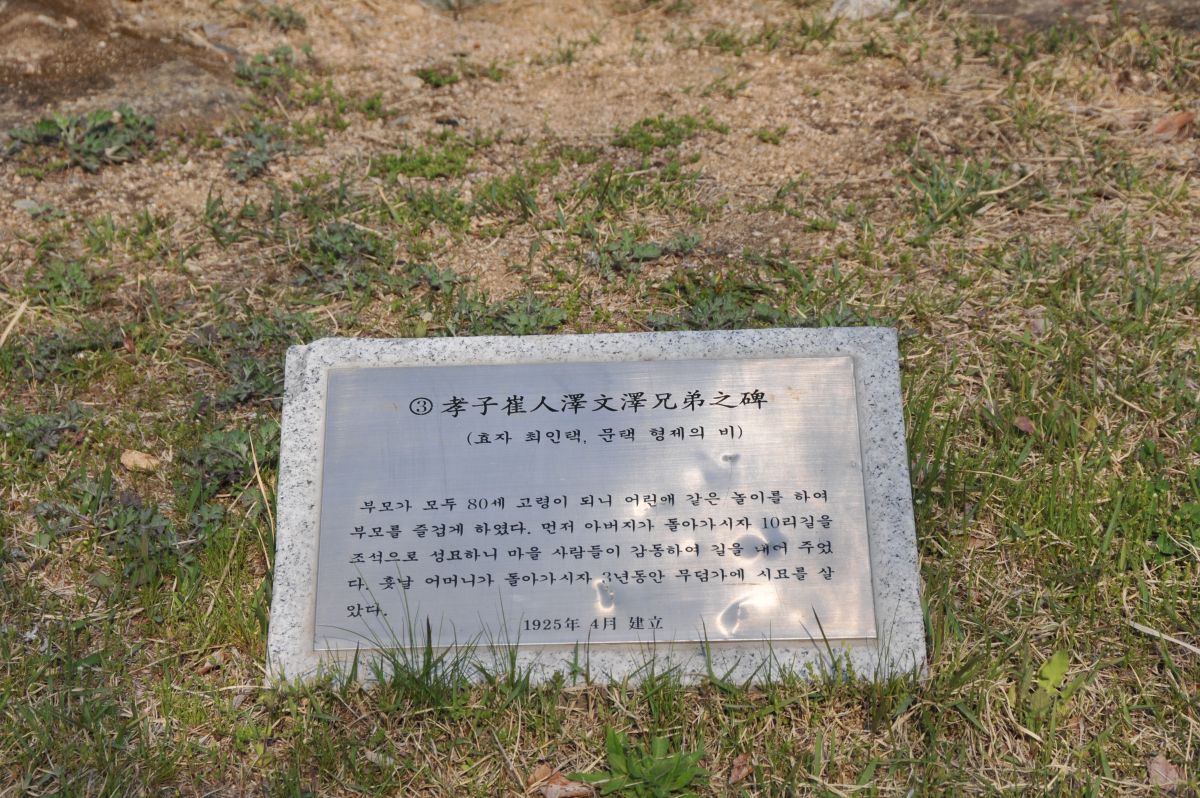 ③ 孝子崔人澤文澤兄弟之碑
(효자 최인택, 문택 형제의 비)
부모가 모두 80세 고령이 되니 어린애 같은 놀이를 하여
부모를 즐겁게 하였다. 먼저 아버지가 돌아가시자 10리길을
조석으로 성묘하니 마을 사람들이 감동하여 길을 내어 주었
다. 훗날 어머니가 돌아가시자 3년동안 무덤가에 시묘를 살
았다.
1925年 4月 建立